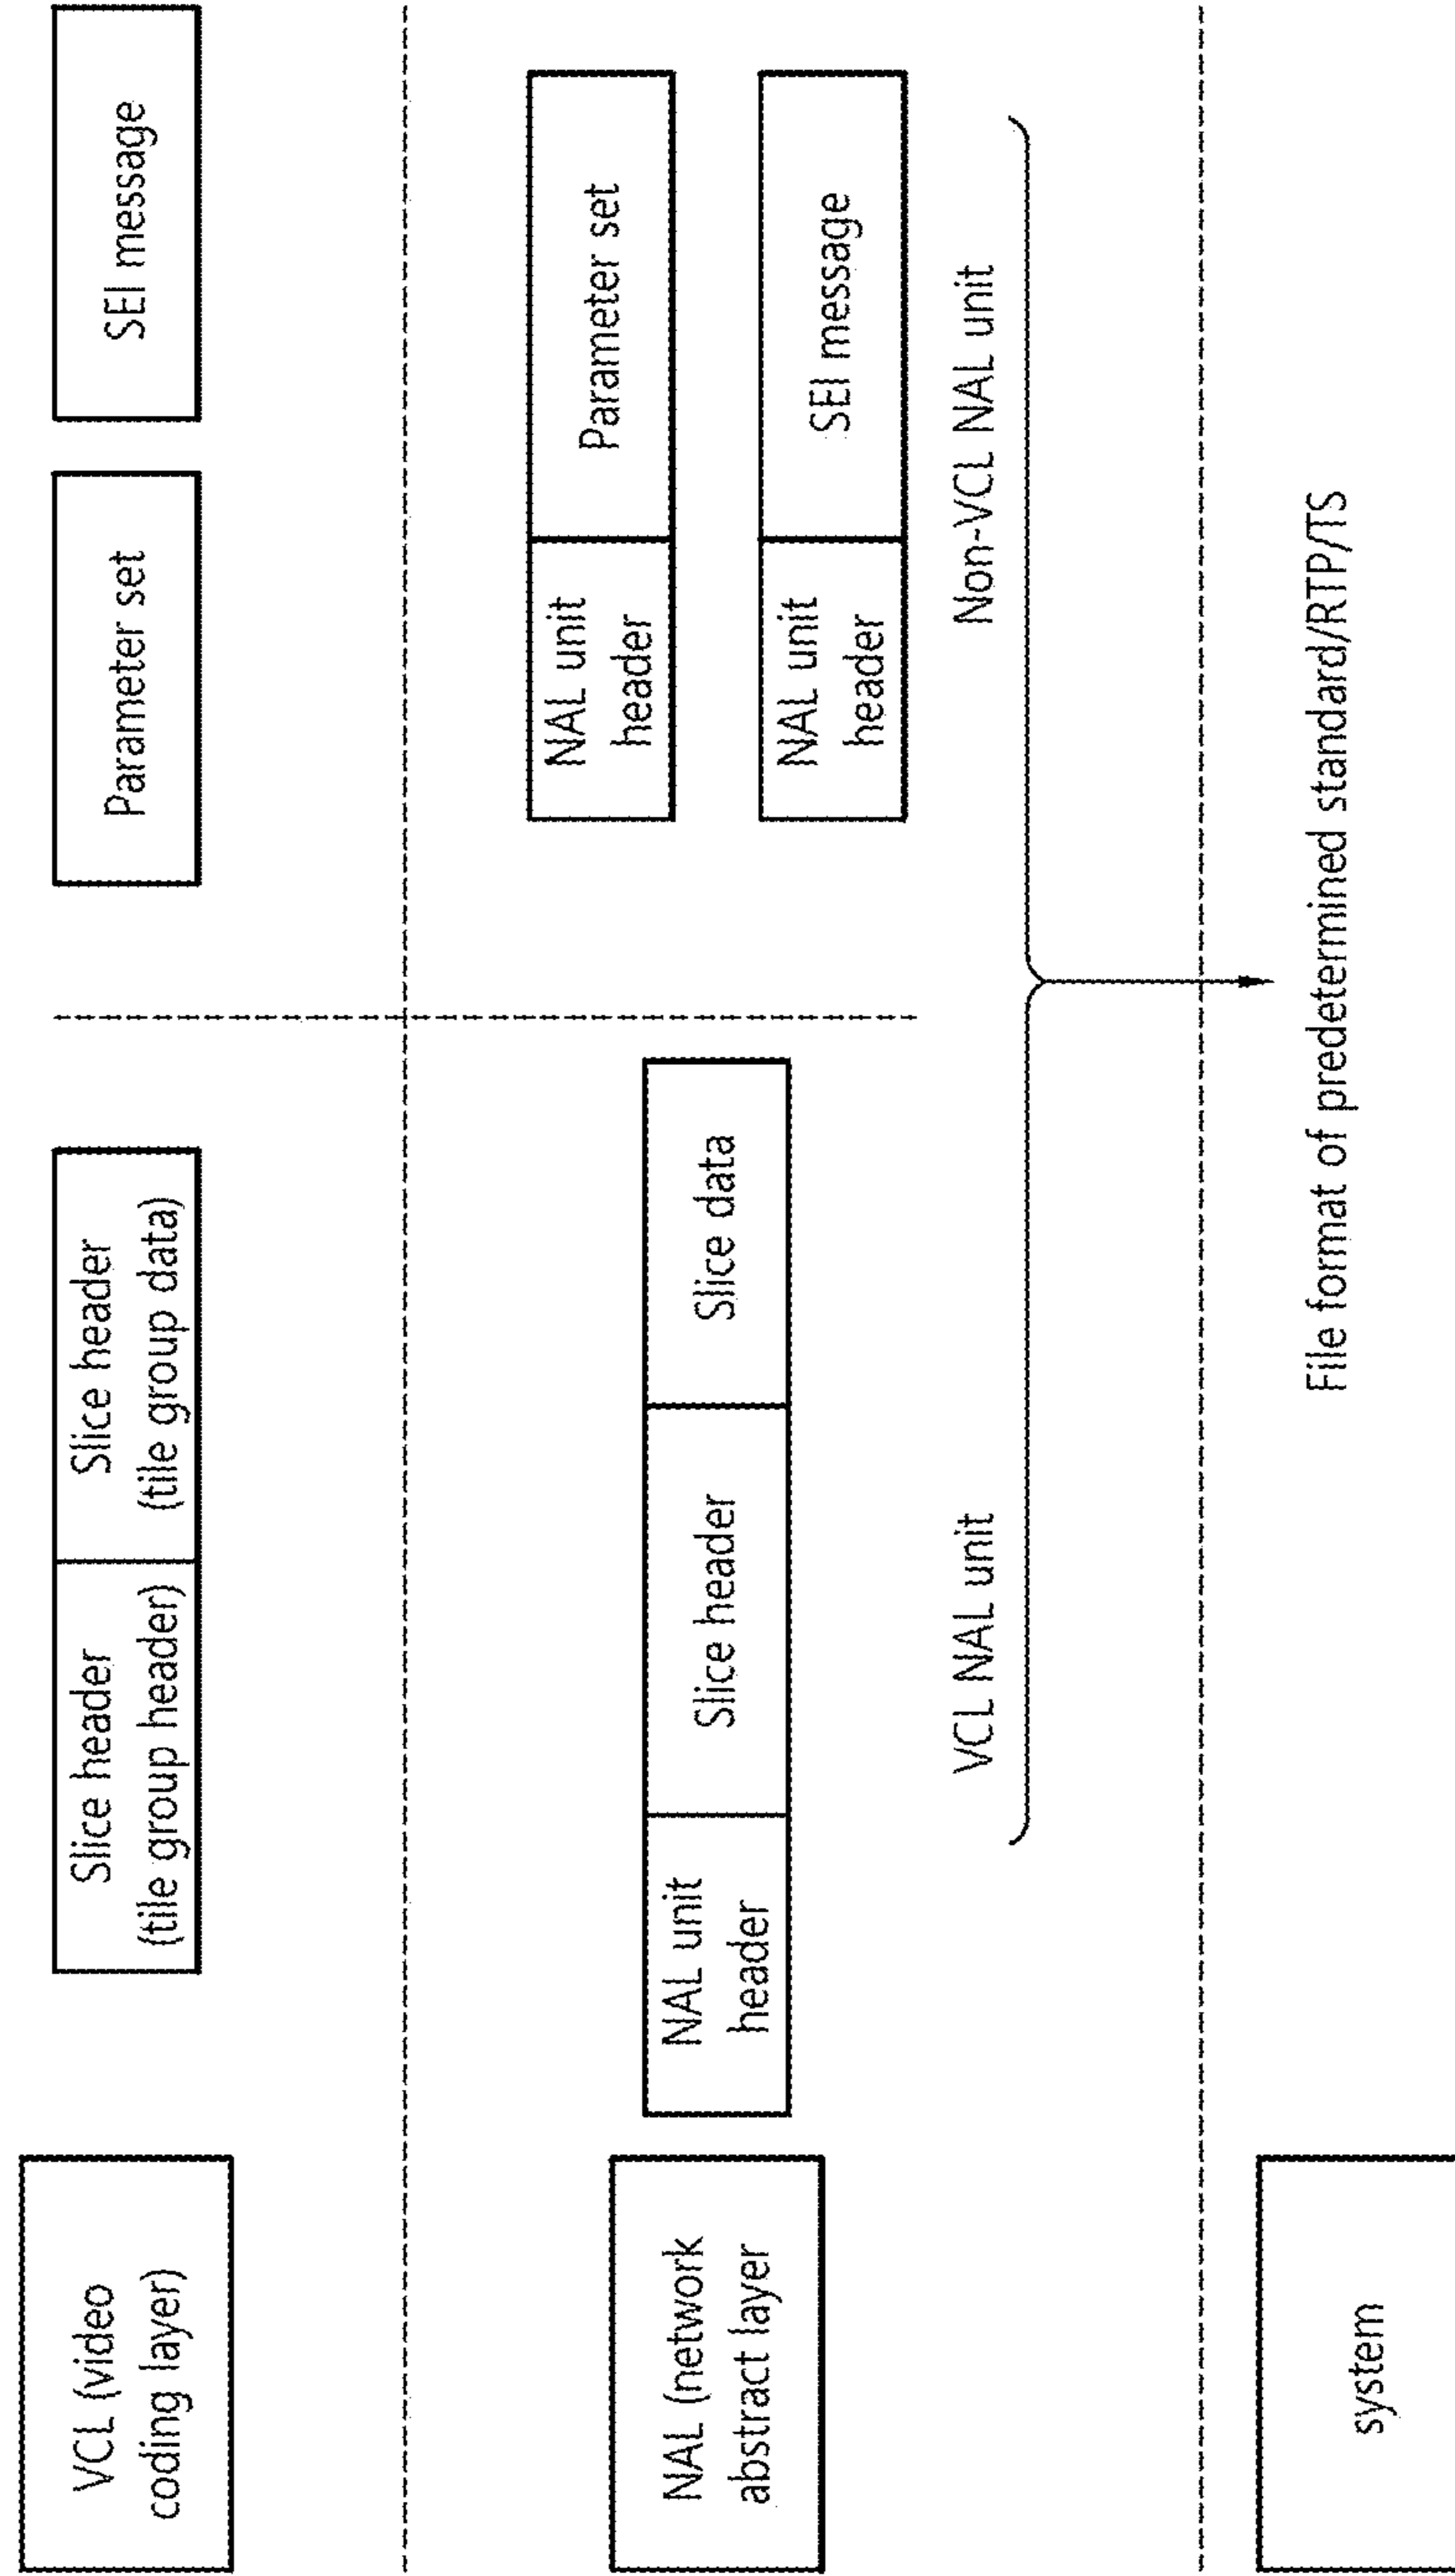 VCL (video
coding layer)
Slice header
(tile group header)
Slice header
(tile group data)
Parameter set
SEI message
NAL (network
abstract layer
NAL unit
header
Slice header
Slice data
NAL unit
header
Parameter set
NAL unit
header
SEI message
VCL NAL unit
Non-VCL NAL unit
system
File format of predetermined standard/RTP/TS